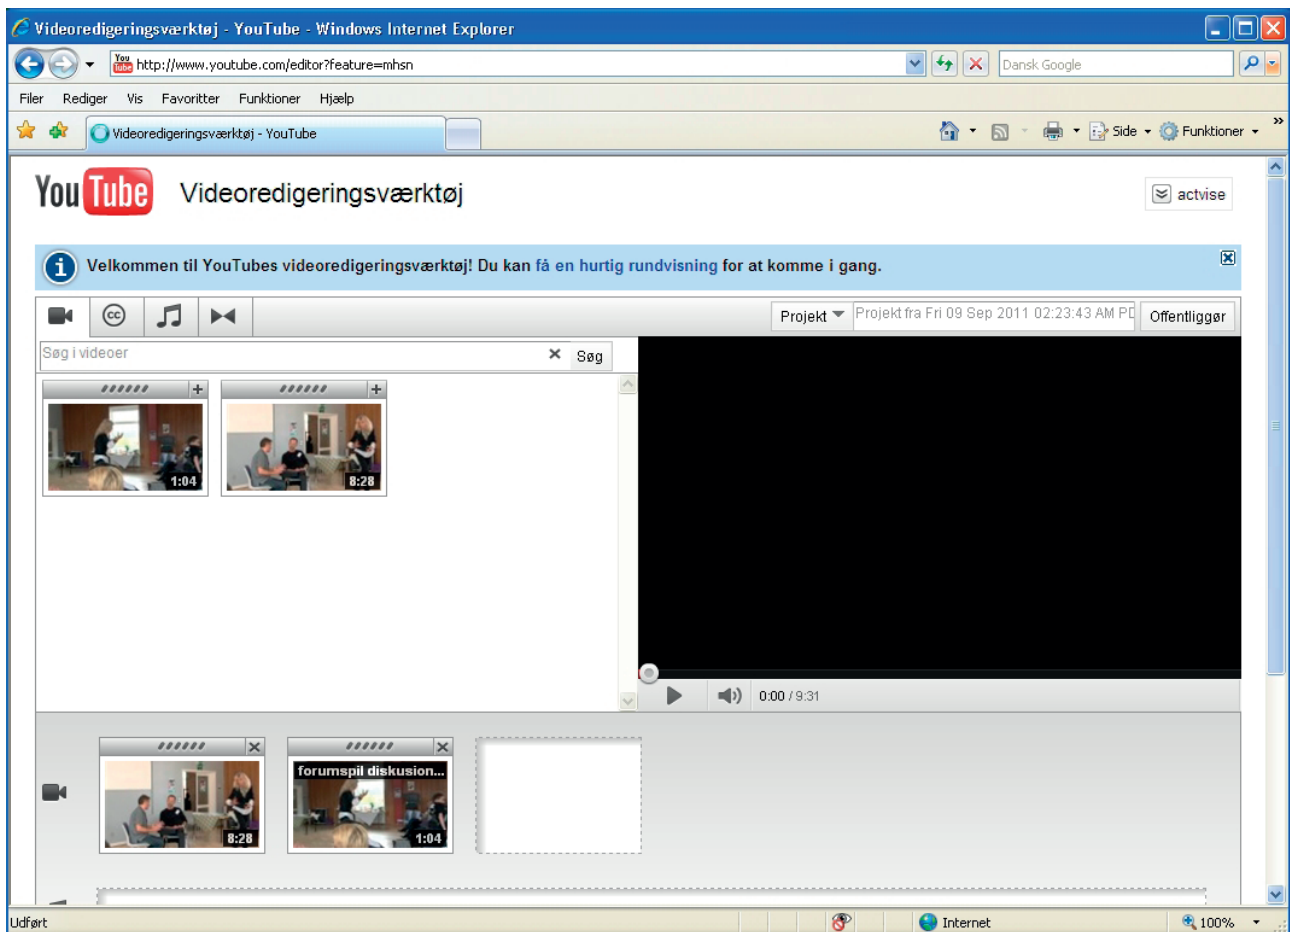 Videoredigeringsværktøj - YouTube - Windows Internet Explorer
http://www.youtube.com/editor?feature=mhsn
Dansk Google
Filer Rediger Vis Favoritter Funktioner Hjælp
Videoredigeringsværktøj - YouTube
Side Funktioner
You Tube Videoredigeringsværktøj
actvise
Velkommen til YouTubes videoredigeringsværktøj! Du kan få en hurtig rundvisning for at komme i gang.
cc
Projekt Projekt fra Fri 09 Sep 2011 02:23:43 AM PD Offentliggør
Søg i videoer Søg
1:04 8:28
0:00 / 9:31
forumspil diskusion...
8:28 1:04
Udført Internet 100%